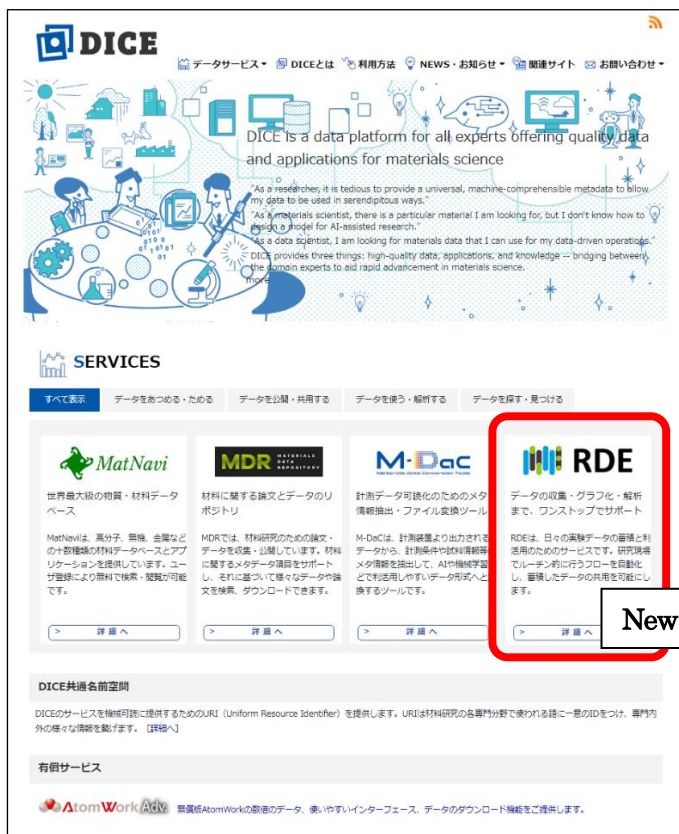 DICE
データサービス DICEとは 利用方法 NEWS・お知らせ 関連サイト お問い合わせ
DICE is a data platform for all experts offering quality data
and applications for materials science
"As a researcher, it is tedious to provide a universal, machine-comprehensible metadata to allow
my data to be used in serendipitous ways."
"As a materials scientist, there is a particular material I am looking for, but I don't know how to
design a model for AI-assisted research."
"As a data scientist, I am looking for materials data that I can use for my data-driven operations."
DICE provides three things: high-quality data, applications, and knowledge -- bridging between
the domain experts to aid rapid advancement in materials science.
more
SERVICES
すべて表示 データをあつめる・ためる データを公開・共用する データを使う・解析する データを探す・見つける
MatNavi
世界最大級の物質・材料データ
ベース
MatNaviは、高分子、無機、金属など
の十数種類の材料データベースとアプ
リケーションを提供しています。ユー
ザ登録により無料で検索・閲覧が可能
です。
> 詳細へ
MDR MATERIALS DATA REPOSITORY
材料に関する論文とデータのリ
ポジトリ
MDRでは、材料研究のための論文・
データを収集・公開しています。材料
に関するメタデータ項目をサポート
し、それに基づいて様々なデータや論
文を検索、ダウンロードできます。
> 詳細へ
M-DaC
Materials Data Conversion Tools
計測データ可読化のためのメタ
情報抽出・ファイル変換ツール
M-DaCは、計測装置より出力される
データから、計測条件や試料情報等の
メタ情報を抽出して、AIや機械学習
どで利活用しやすいデータ形式へと
換するツールです。
> 詳細へ
RDE
データの収集・グラフ化・解析
まで、ワンストップでサポート
RDEは、日々の実験データの蓄積と利
活用のためのサービスです。研究現場
でルーチン的に行うフローを自動化
し、蓄積したデータの共用を可能にし
ます。
> 詳細へ
New
DICE共通名前空間
DICEのサービスを機械可読に提供するためのURI（Uniform Resource Identifier）を提供します。URIは材料研究の各専門分野で使われる語に一意のIDをつけ、専門内
外の様々な情報を繋げます。［詳細へ］
有償サービス
AtomWork Adv. 無償版AtomWorkの数倍のデータ、使いやすいインターフェース、データのダウンロード機能をご提供します。